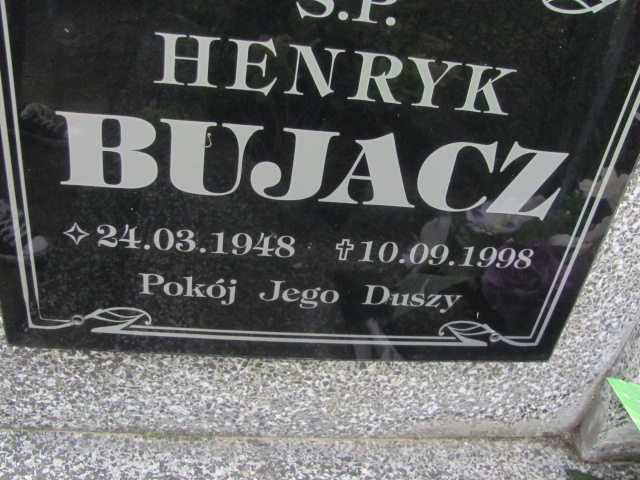 Ś.P.
HENRYK
BUJACZ
24.03.1948 10.09.1998
Pokój Jego Duszy